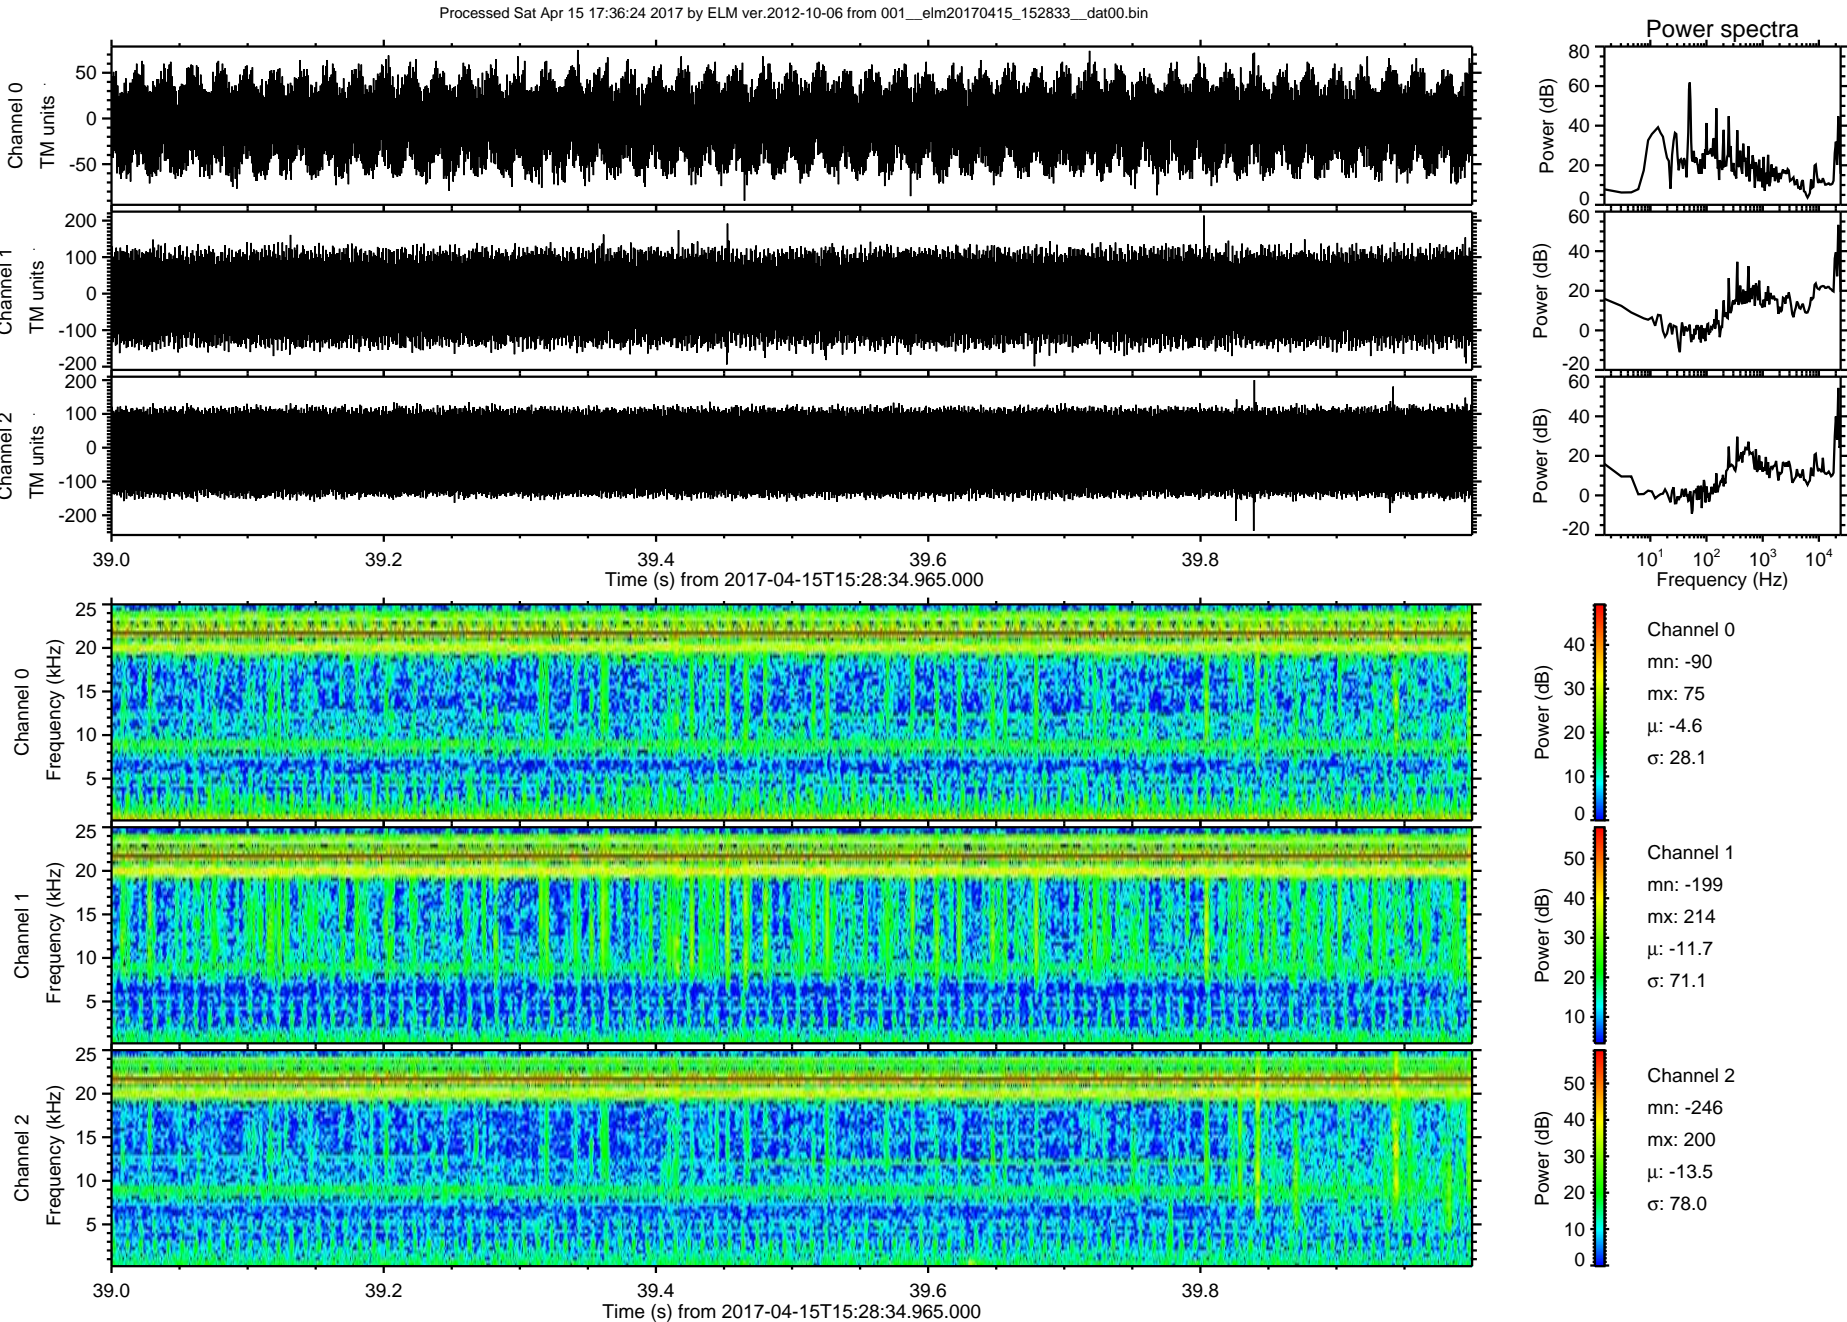 Processed Sat Apr 15 17:36:24 2017 by ELM ver.2012-10-06 from 001__elm20170415_152833__dat00.bin
Power spectra
Channel 0
TM units
50
0
-50
Power (dB)
80
60
40
20
0
Channel 1
TM units
200
100
0
-100
-200
Power (dB)
60
40
20
0
-20
Channel 2
TM units
200
100
0
-100
-200
Power (dB)
60
40
20
0
-20
39.0 39.2 39.4 39.6 39.8
Time (s) from 2017-04-15T15:28:34.965.000
10^1 10^2 10^3 10^4
Frequency (Hz)
Channel 0
Frequency (kHz)
25
20
15
10
5
Power (dB)
40
30
20
10
0
Channel 0
mn: -90
mx: 75
μ: -4.6
σ: 28.1
Channel 1
Frequency (kHz)
25
20
15
10
5
Power (dB)
50
40
30
20
10
Channel 1
mn: -199
mx: 214
μ: -11.7
σ: 71.1
Channel 2
Frequency (kHz)
25
20
15
10
5
Power (dB)
50
40
30
20
10
0
Channel 2
mn: -246
mx: 200
μ: -13.5
σ: 78.0
39.0 39.2 39.4 39.6 39.8
Time (s) from 2017-04-15T15:28:34.965.000